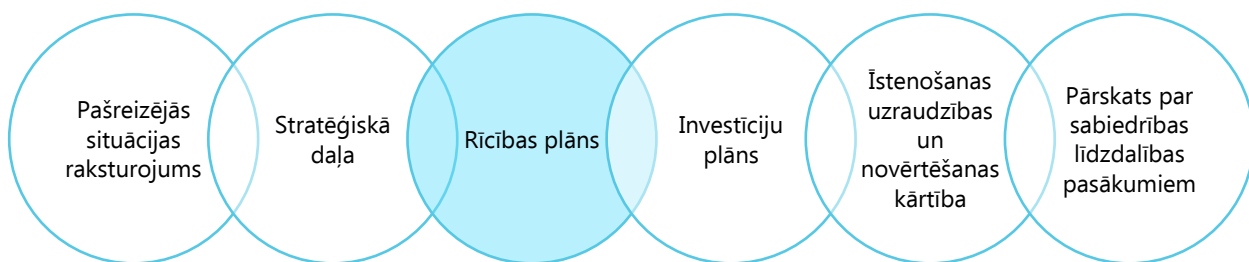 Pašreizējās
situācijas
raksturojums
Stratēģiskā
daļa
Rīcības plāns
Investīciju
plāns
Īstenošanas
uzraudzības
un
novērtēšanas
kārtība
Pārskats par
sabiedrības
līdzdalības
pasākumiem